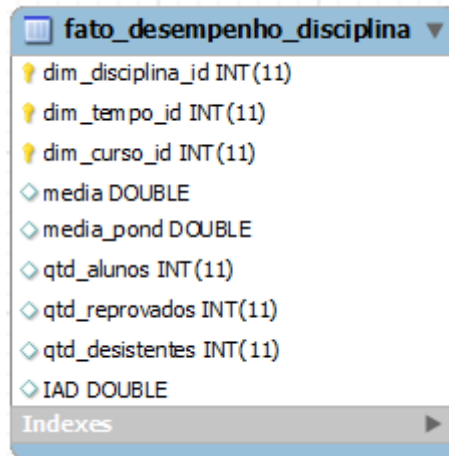 fato_desempenho_disciplina
dim_disciplina_id INT(11)
dim_tempo_id INT(11)
dim_curso_id INT(11)
media DOUBLE
media_pond DOUBLE
qtd_alunos INT(11)
qtd_reprovados INT(11)
qtd_desistentes INT(11)
IAD DOUBLE
Indexes